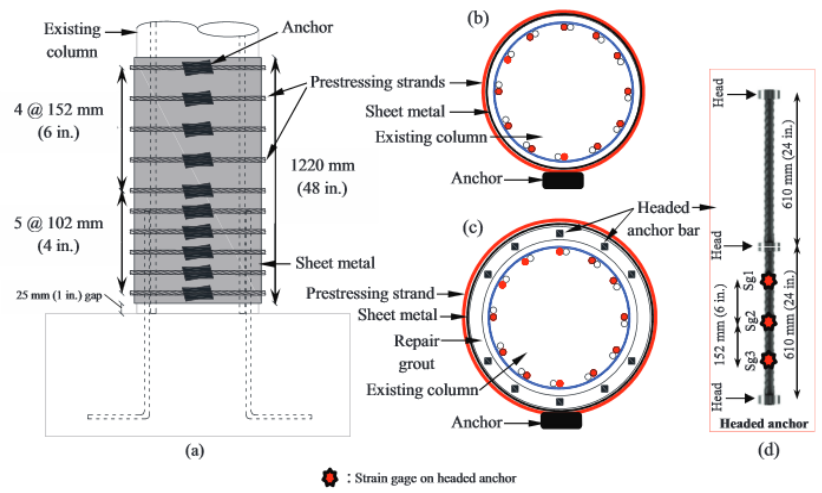 Existing
column
Anchor
4 @ 152 mm
(6 in.)
5 @ 102 mm
(4 in.)
25 mm (1 in.) gap
Prestressing strands
1220 mm
(48 in.)
Sheet metal
(a)
(b)
Sheet metal
Existing column
Anchor
(c)
Headed
anchor bar
Prestressing strand
Sheet metal
Repair
grout
Existing column
Anchor
Head
610 mm (24 in.)
Head
Sg1
Sg2
Sg3
152 mm (6 in.)
610 mm (24 in.)
Head
Headed anchor
(d)
: Strain gage on headed anchor